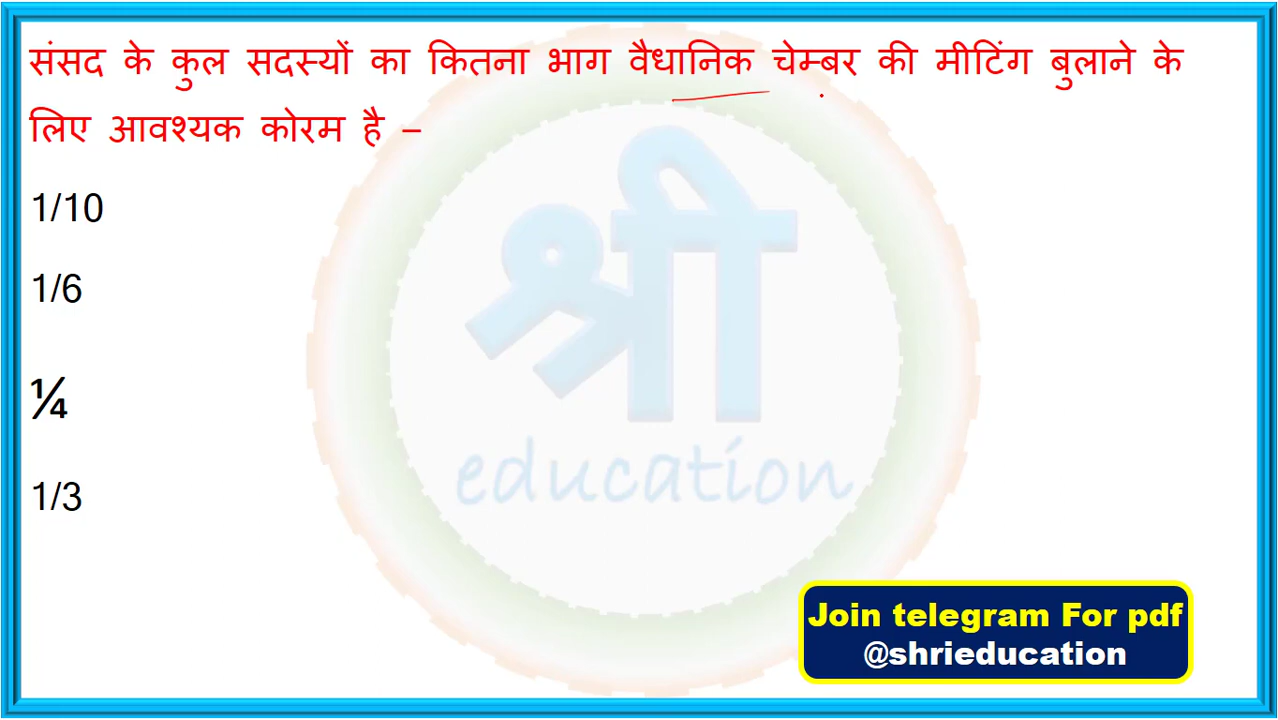 संसद के कुल सदस्यों का कितना भाग वैधानिक चेम्बर की मीटिंग बुलाने के
लिए आवश्यक कोरम है –
1/10
1/6
¼
1/3
श्री
education
Join telegram For pdf
@shrieducation